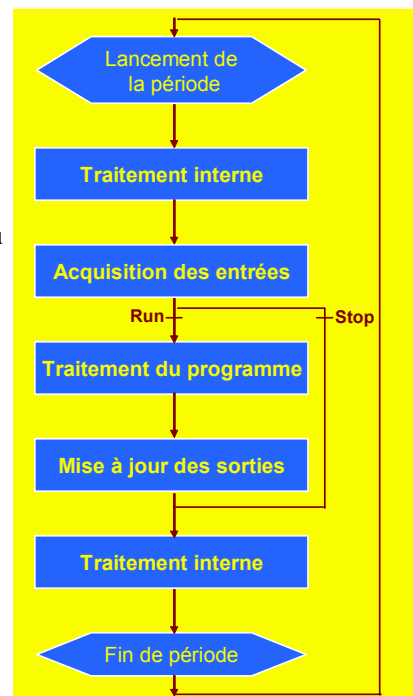 Lancement de
la période
Traitement interne
Acquisition des entrées
Run
Stop
Traitement du programme
Mise à jour des sorties
Traitement interne
Fin de période